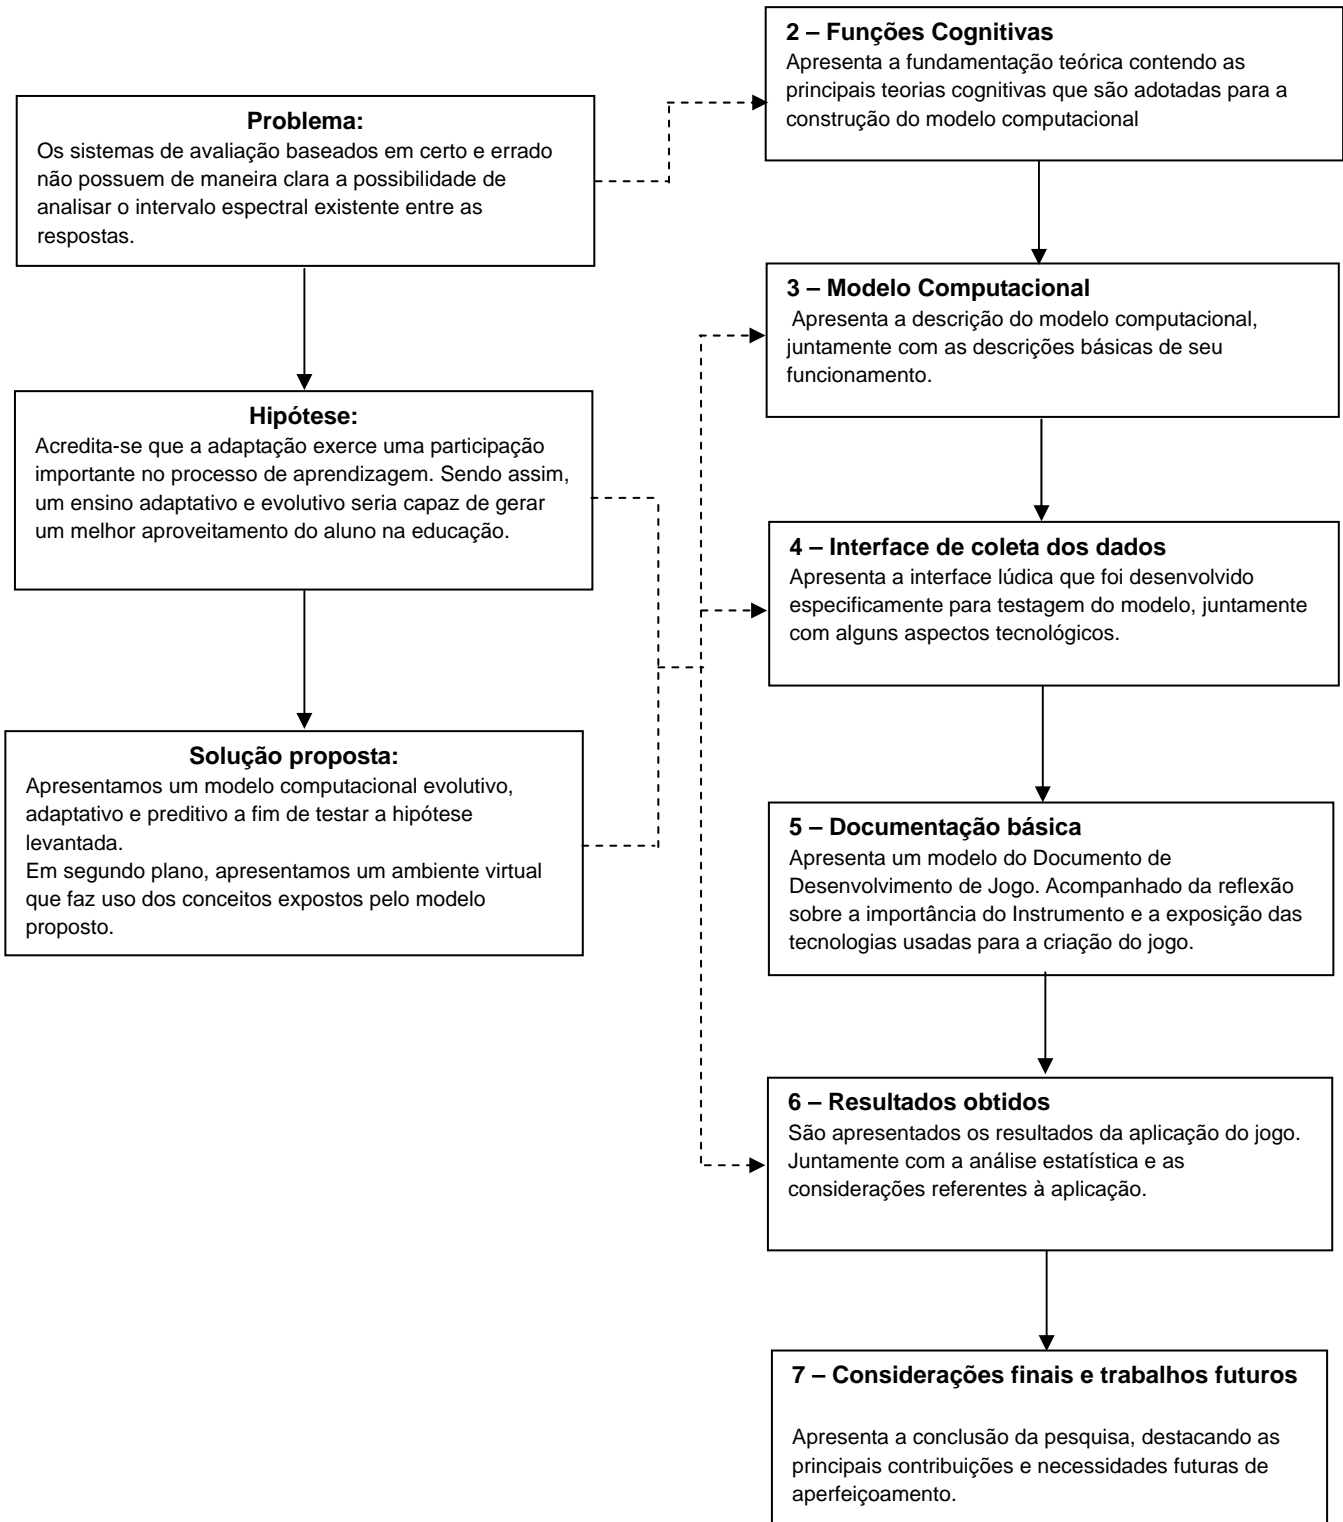 Problema:
Os sistemas de avaliação baseados em certo e errado
não possuem de maneira clara a possibilidade de
analisar o intervalo espectral existente entre as
respostas.
Hipótese:
Acredita-se que a adaptação exerce uma participação
importante no processo de aprendizagem. Sendo assim,
um ensino adaptativo e evolutivo seria capaz de gerar
um melhor aproveitamento do aluno na educação.
Solução proposta:
Apresentamos um modelo computacional evolutivo,
adaptativo e preditivo a fim de testar a hipótese
levantada.
Em segundo plano, apresentamos um ambiente virtual
que faz uso dos conceitos expostos pelo modelo
proposto.
2 – Funções Cognitivas
Apresenta a fundamentação teórica contendo as
principais teorias cognitivas que são adotadas para a
construção do modelo computacional
3 – Modelo Computacional
Apresenta a descrição do modelo computacional,
juntamente com as descrições básicas de seu
funcionamento.
4 – Interface de coleta dos dados
Apresenta a interface lúdica que foi desenvolvido
especificamente para testagem do modelo, juntamente
com alguns aspectos tecnológicos.
5 – Documentação básica
Apresenta um modelo do Documento de
Desenvolvimento de Jogo. Acompanhado da reflexão
sobre a importância do Instrumento e a exposição das
tecnologias usadas para a criação do jogo.
6 – Resultados obtidos
São apresentados os resultados da aplicação do jogo.
Juntamente com a análise estatística e as
considerações referentes à aplicação.
7 – Considerações finais e trabalhos futuros
Apresenta a conclusão da pesquisa, destacando as
principais contribuições e necessidades futuras de
aperfeiçoamento.